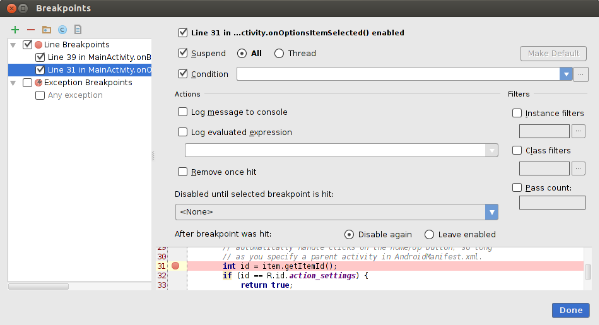 Breakpoints
Line Breakpoints
Line 39 in MainActivity.onB
Line 31 in MainActivity.onO
Exception Breakpoints
Any exception
Line 31 in ...ctivity.onOptionsItemSelected() enabled
Suspend All Thread Make Default
Condition
Actions
Log message to console
Log evaluated expression
Remove once hit
Disabled until selected breakpoint is hit:
<None>
After breakpoint was hit: Disable again Leave enabled
Filters
Instance filters
Class filters
Pass count:
29 // automatically handle clicks on the Home/Up button, so long
30 // as you specify a parent activity in AndroidManifest.xml.
31 int id = item.getItemId();
32 if (id == R.id.action_settings) {
33 return true;
Done